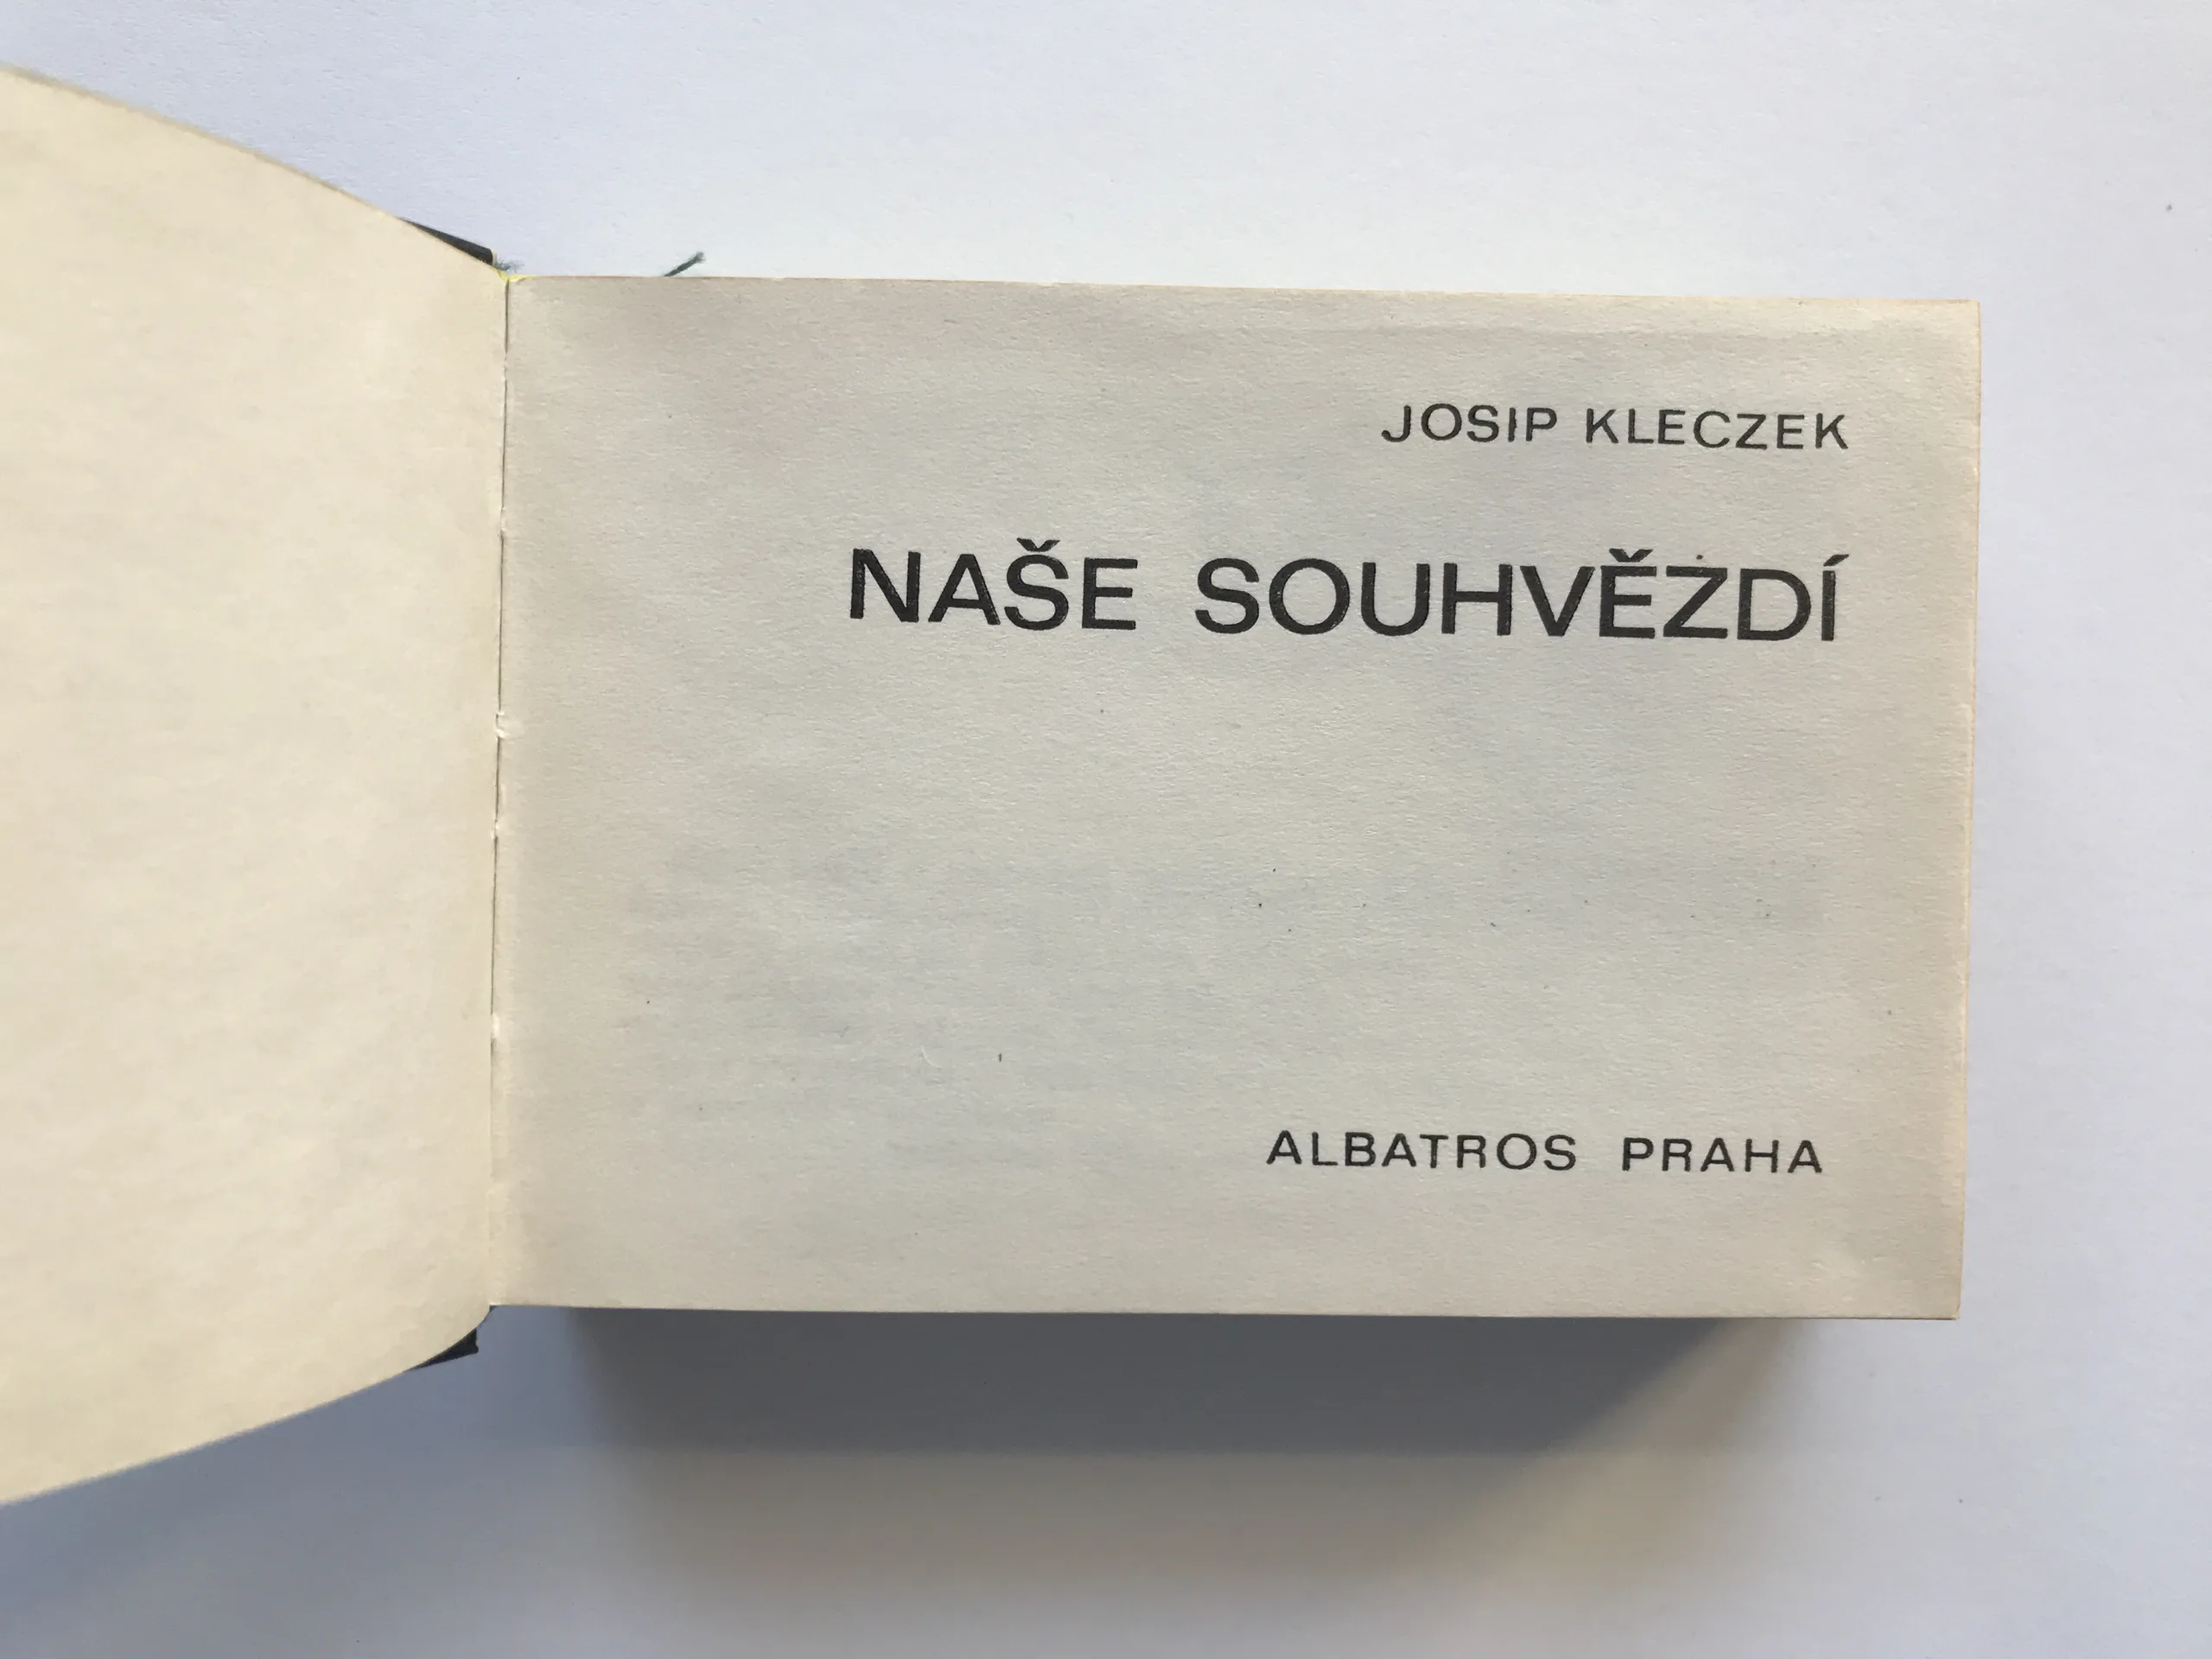 JOSIP KLECZEK
NAŠE SOUHVĚZDÍ
ALBATROS PRAHA